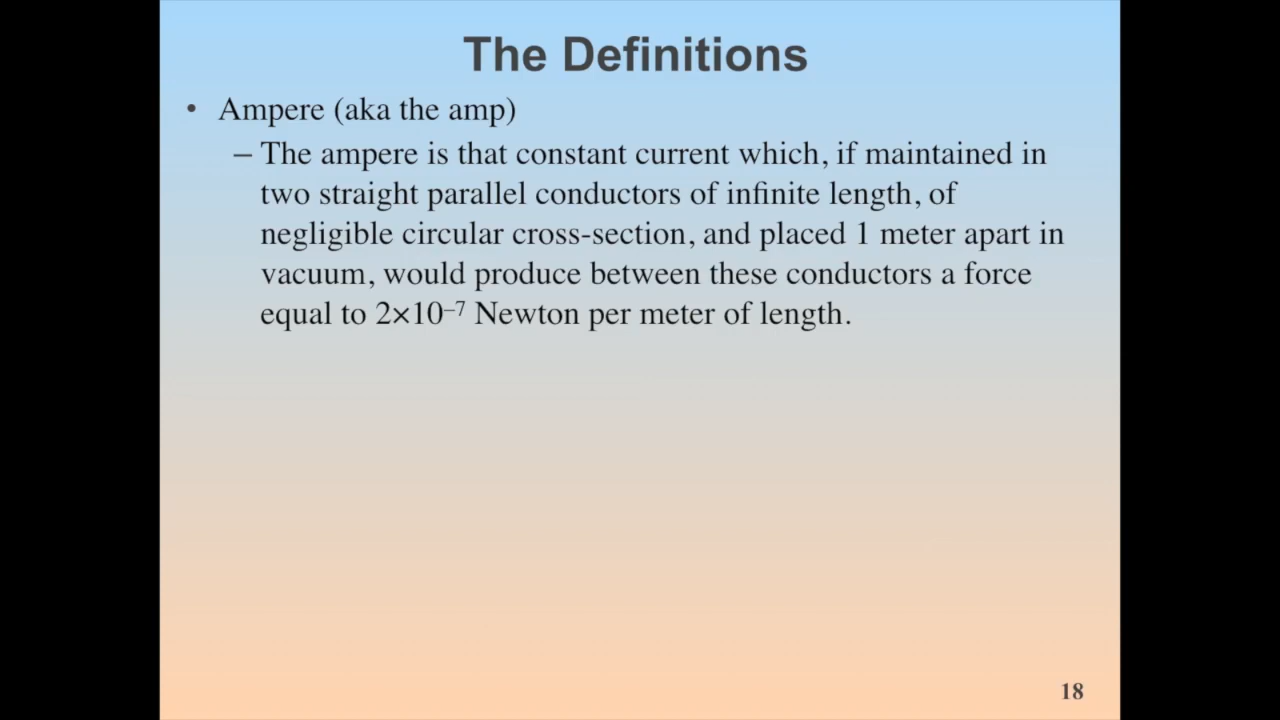 The Definitions
• Ampere (aka the amp)
– The ampere is that constant current which, if maintained in
two straight parallel conductors of infinite length, of
negligible circular cross-section, and placed 1 meter apart in
vacuum, would produce between these conductors a force
equal to 2×10⁻⁷ Newton per meter of length.
18